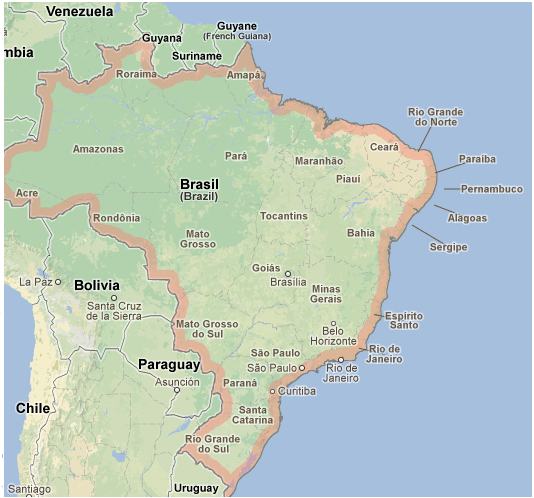 Venezuela
Guyane
(French Guiana)
Guyana
Suriname
mbia
Roraima
Amapá
Rio Grande
do Norte
Amazonas
Pará
Ceará
Maranhão
Paraiba
Piauí
Brasil
(Brazil)
Pernambuco
Acre
Rondônia
Tocantins
Alagoas
Mato
Grosso
Bahia
Sergipe
Goiás
Brasilia
La Paz
Bolivia
Minas
Gerais
Santa Cruz
de la Sierra
Espirito
Santo
Mato Grosso
do Sul
Belo
Horizonte
São Paulo
Rio de
Janeiro
Paraguay
São Paulo
Rio de
Janeiro
Asunción
Paraná
Curitiba
Chile
Santa
Catarina
Rio Grande
do Sul
Santiago
Uruguay